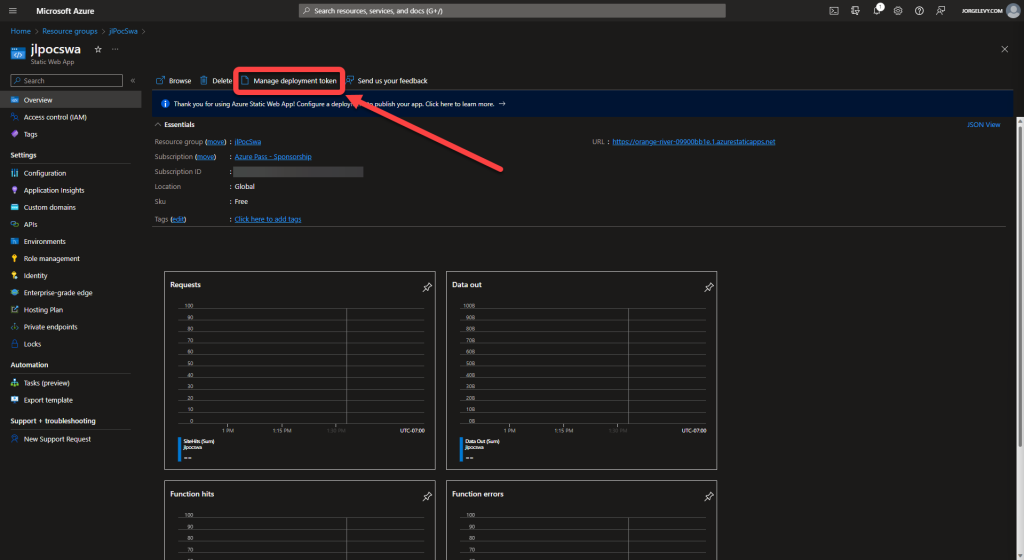 Microsoft Azure
Search resources, services, and docs (G+/)
1
JORGELEVY.COM
Home > Resource groups > jlPocSwa >
jlpocswa
Static Web App
Search
Browse Delete Manage deployment token Send us your feedback
Thank you for using Azure Static Web App! Configure a to publish your app. Click here to learn more. →
Overview
Access control (IAM)
Tags
Settings
Configuration
Application Insights
Custom domains
APIs
Environments
Role management
Identity
Enterprise-grade edge
Hosting Plan
Private endpoints
Locks
Automation
Tasks (preview)
Export template
Support + troubleshooting
New Support Request
Essentials
JSON View
Resource group (move) : jlPocSwa
Subscription (move) : Azure Pass - Sponsorship
Subscription ID :
Location : Global
Sku : Free
Tags (edit) : Click here to add tags
URL : https://orange-river-09900bb1e.1.azurestaticapps.net
Requests
100
90
80
70
60
50
40
30
20
10
0
1 PM 1:15 PM 1:30 PM UTC-07:00
SiteHits (Sum)
jlpocswa
--
Data out
100B
90B
80B
70B
60B
50B
40B
30B
20B
10B
0B
1 PM 1:15 PM 1:30 PM UTC-07:00
Data Out (Sum)
jlpocswa
--
Function hits
100
90
80
70
Function errors
100
90
80
70